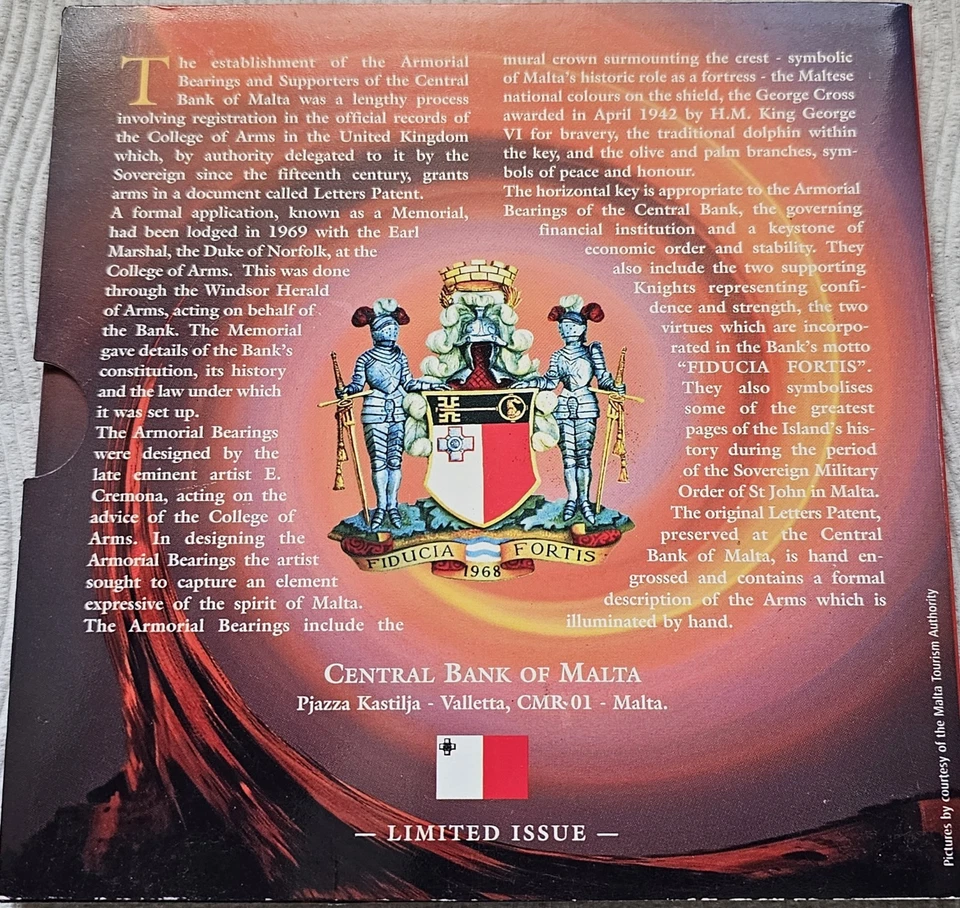 The establishment of the Armorial
Bearings and Supporters of the Central
Bank of Malta was a lengthy process
involving registration in the official records of
the College of Arms in the United Kingdom
which, by authority delegated to it by the
Sovereign since the fifteenth century, grants
arms in a document called Letters Patent.
A formal application, known as a Memorial,
had been lodged in 1969 with the Earl
Marshal, the Duke of Norfolk, at the
College of Arms. This was done
through the Windsor Herald
of Arms, acting on behalf of
the Bank. The Memorial
gave details of the Bank's
constitution, its history
and the law under which
it was set up.
The Armorial Bearings
were designed by the
late eminent artist E.
Cremona, acting on the
advice of the College of
Arms. In designing the
Armorial Bearings the artist
sought to capture an element
expressive of the spirit of Malta.
The Armorial Bearings include the
mural crown surmounting the crest - symbolic
of Malta's historic role as a fortress - the Maltese
national colours on the shield, the George Cross
awarded in April 1942 by H.M. King George
VI for bravery, the traditional dolphin within
the key, and the olive and palm branches, sym-
bols of peace and honour.
The horizontal key is appropriate to the Armorial
Bearings of the Central Bank, the governing
financial institution and a keystone of
economic order and stability. They
also include the two supporting
Knights representing confi-
dence and strength, the two
virtues which are incorpo-
rated in the Bank's motto
"FIDUCIA FORTIS".
They also symbolises
some of the greatest
pages of the Island's his-
tory during the period
of the Sovereign Military
Order of St John in Malta.
The original Letters Patent,
preserved at the Central
Bank of Malta, is hand en-
grossed and contains a formal
description of the Arms which is
illuminated by hand.
FIDUCIA FORTIS
1968
CENTRAL BANK OF MALTA
Pjazza Kastilja - Valletta, CMR 01 - Malta.
— LIMITED ISSUE —
Pictures by courtesy of the Malta Tourism Authority